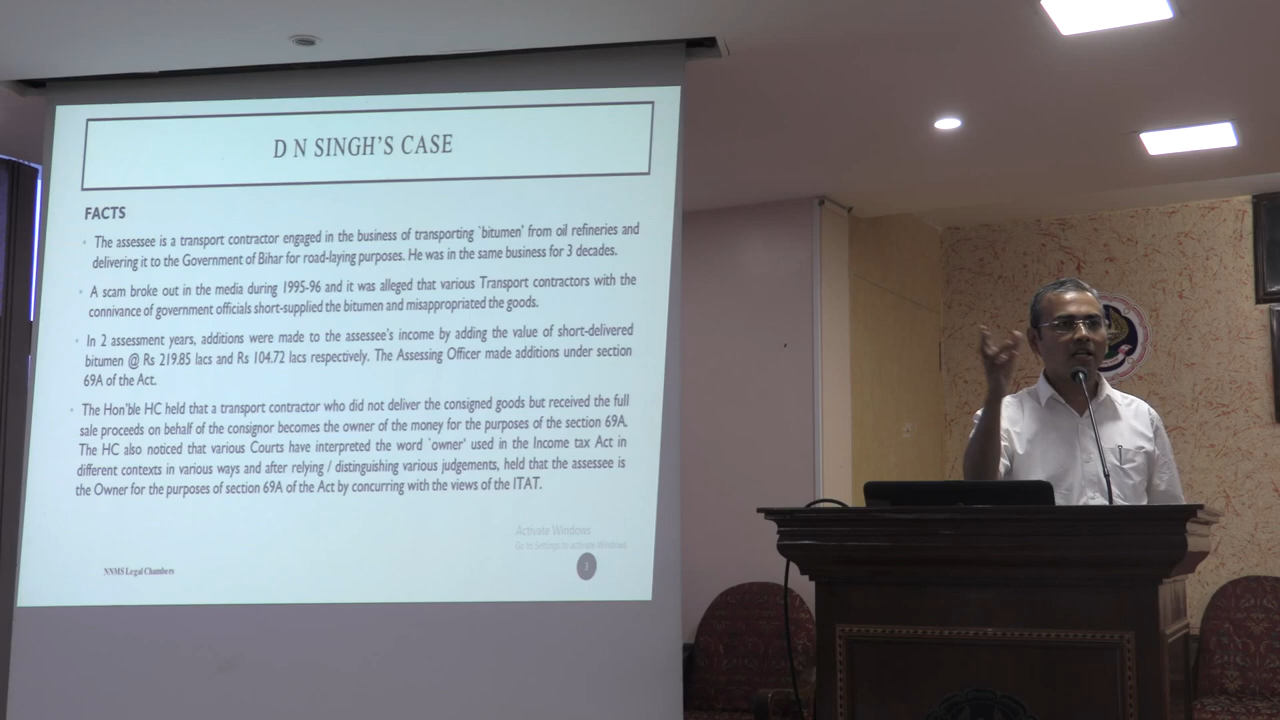 D N SINGH'S CASE
FACTS
• The assessee is a transport contractor engaged in the business of transporting `bitumen' from oil refineries and
delivering it to the Government of Bihar for road-laying purposes. He was in the same business for 3 decades.
• A scam broke out in the media during 1995-96 and it was alleged that various Transport contractors with the
connivance of government officials short-supplied the bitumen and misappropriated the goods.
• In 2 assessment years, additions were made to the assessee's income by adding the value of short-delivered
bitumen @ Rs 219.85 lacs and Rs 104.72 lacs respectively. The Assessing Officer made additions under section
69A of the Act.
• The Hon'ble HC held that a transport contractor who did not deliver the consigned goods but received the full
sale proceeds on behalf of the consignor becomes the owner of the money for the purposes of the section 69A.
The HC also noticed that various Courts have interpreted the word `owner' used in the Income tax Act in
different contexts in various ways and after relying / distinguishing various judgements, held that the assessee is
the Owner for the purposes of section 69A of the Act by concurring with the views of the ITAT.
Activate Windows
Go to Settings to activate Windows.
NNMS Legal Chambers
3